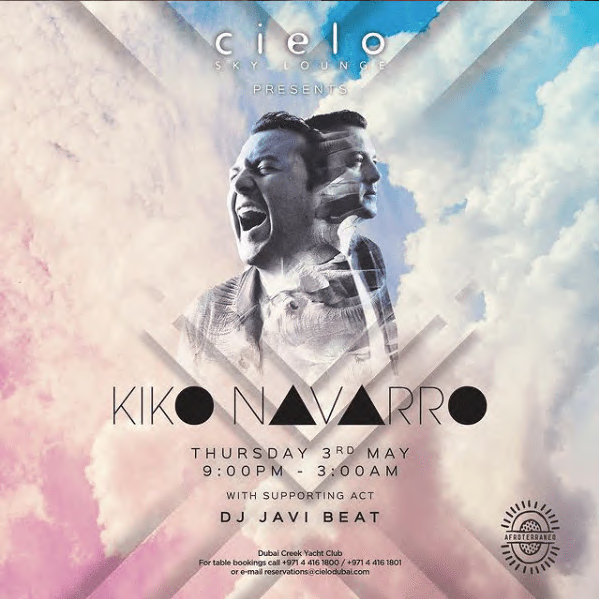 cielo
SKY LOUNGE
PRESENTS
KIKO NAVARRO
THURSDAY 3RD MAY
9:00PM - 3:00AM
WITH SUPPORTING ACT
DJ JAVI BEAT
AFROTERRANEO
Dubai Creek Yacht Club
For table bookings call +971 4 416 1800 / +971 4 416 1801
or e-mail reservations@cielodubai.com